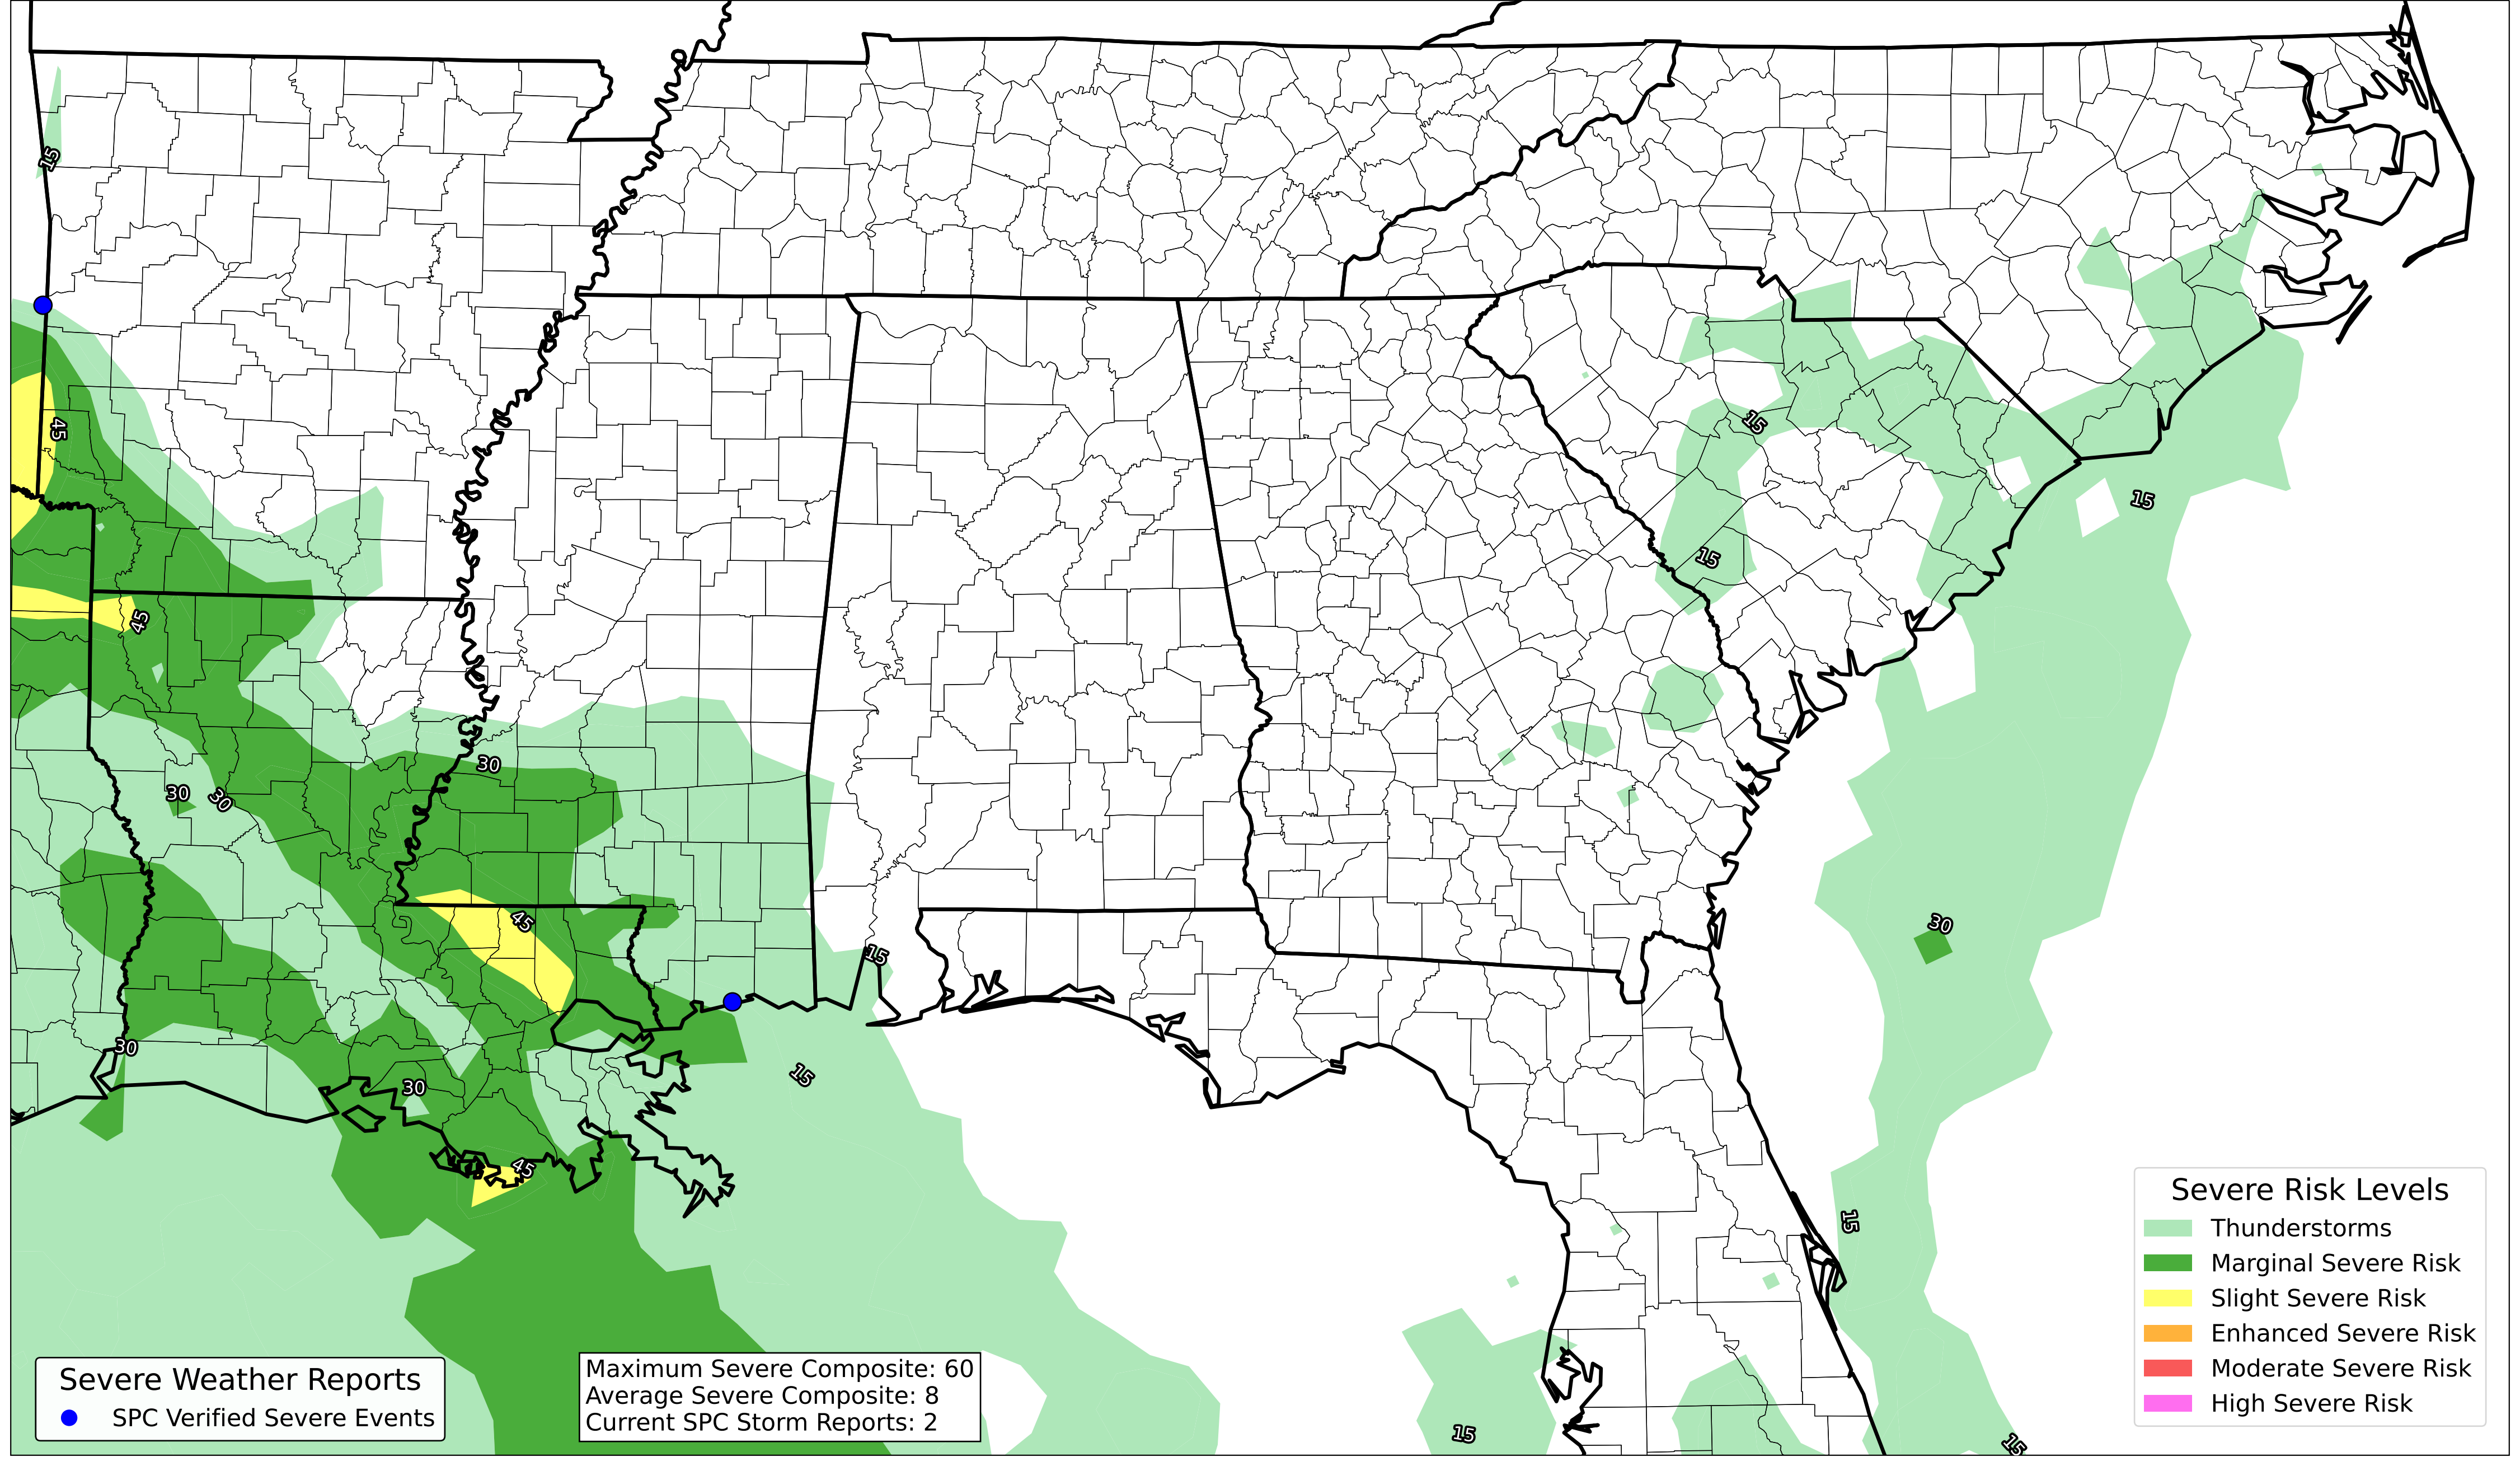 15
15
45
15
15
45
15
30
30
30
45
30
15
30
30
15
45
15
15
15
Severe Risk Levels
Thunderstorms
Marginal Severe Risk
Slight Severe Risk
Enhanced Severe Risk
Moderate Severe Risk
High Severe Risk
Severe Weather Reports
SPC Verified Severe Events
Maximum Severe Composite: 60
Average Severe Composite: 8
Current SPC Storm Reports: 2